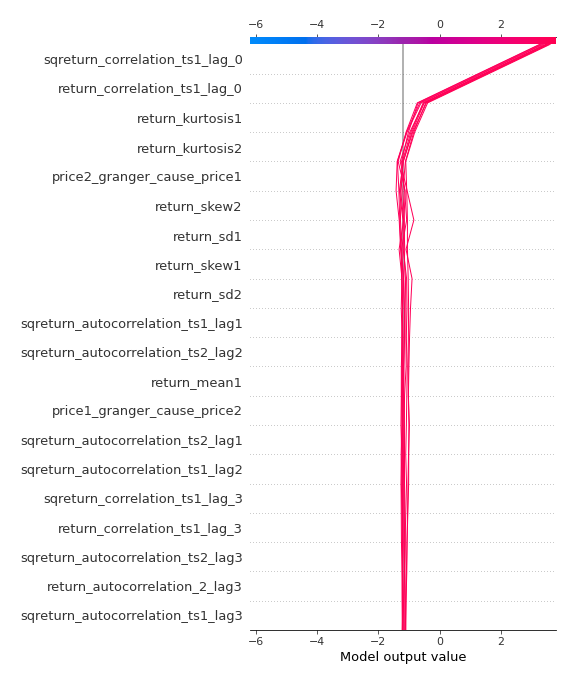 −6 −4 −2 0 2
sqreturn_correlation_ts1_lag_0
return_correlation_ts1_lag_0
return_kurtosis1
return_kurtosis2
price2_granger_cause_price1
return_skew2
return_sd1
return_skew1
return_sd2
sqreturn_autocorrelation_ts1_lag1
sqreturn_autocorrelation_ts2_lag2
return_mean1
price1_granger_cause_price2
sqreturn_autocorrelation_ts2_lag1
sqreturn_autocorrelation_ts1_lag2
sqreturn_correlation_ts1_lag_3
return_correlation_ts1_lag_3
sqreturn_autocorrelation_ts2_lag3
return_autocorrelation_2_lag3
sqreturn_autocorrelation_ts1_lag3
−6 −4 −2 0 2
Model output value